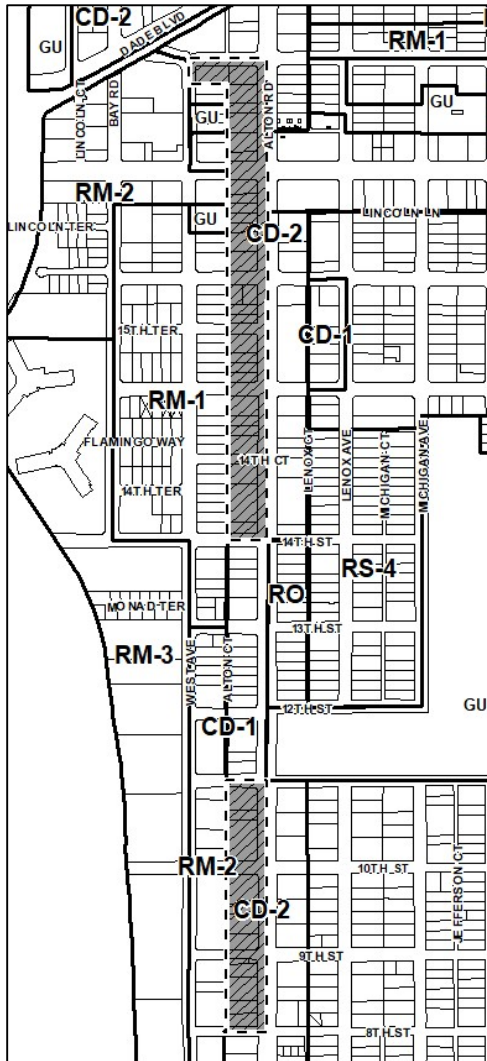 CD-2
GU
DADE BLVD
RM-1
LINCOLN CT
BAY RD
ALTON RD
GU
GU
RM-2
LINCOLN TER
GU
CD-2
LINCOLN LN
15TH TER
CD-1
RM-1
FLAMINGO WAY
14TH CT
LENOX CT
LENOX AVE
MICHIGAN CT
MICHIGAN AVE
14TH TER
14TH ST
RS-4
RO
MONAD TER
13TH ST
RM-3
WEST AVE
ALTON CT
12TH ST
GU
CD-1
RM-2
10TH ST
CD-2
JEFFERSON CT
9TH ST
8TH ST